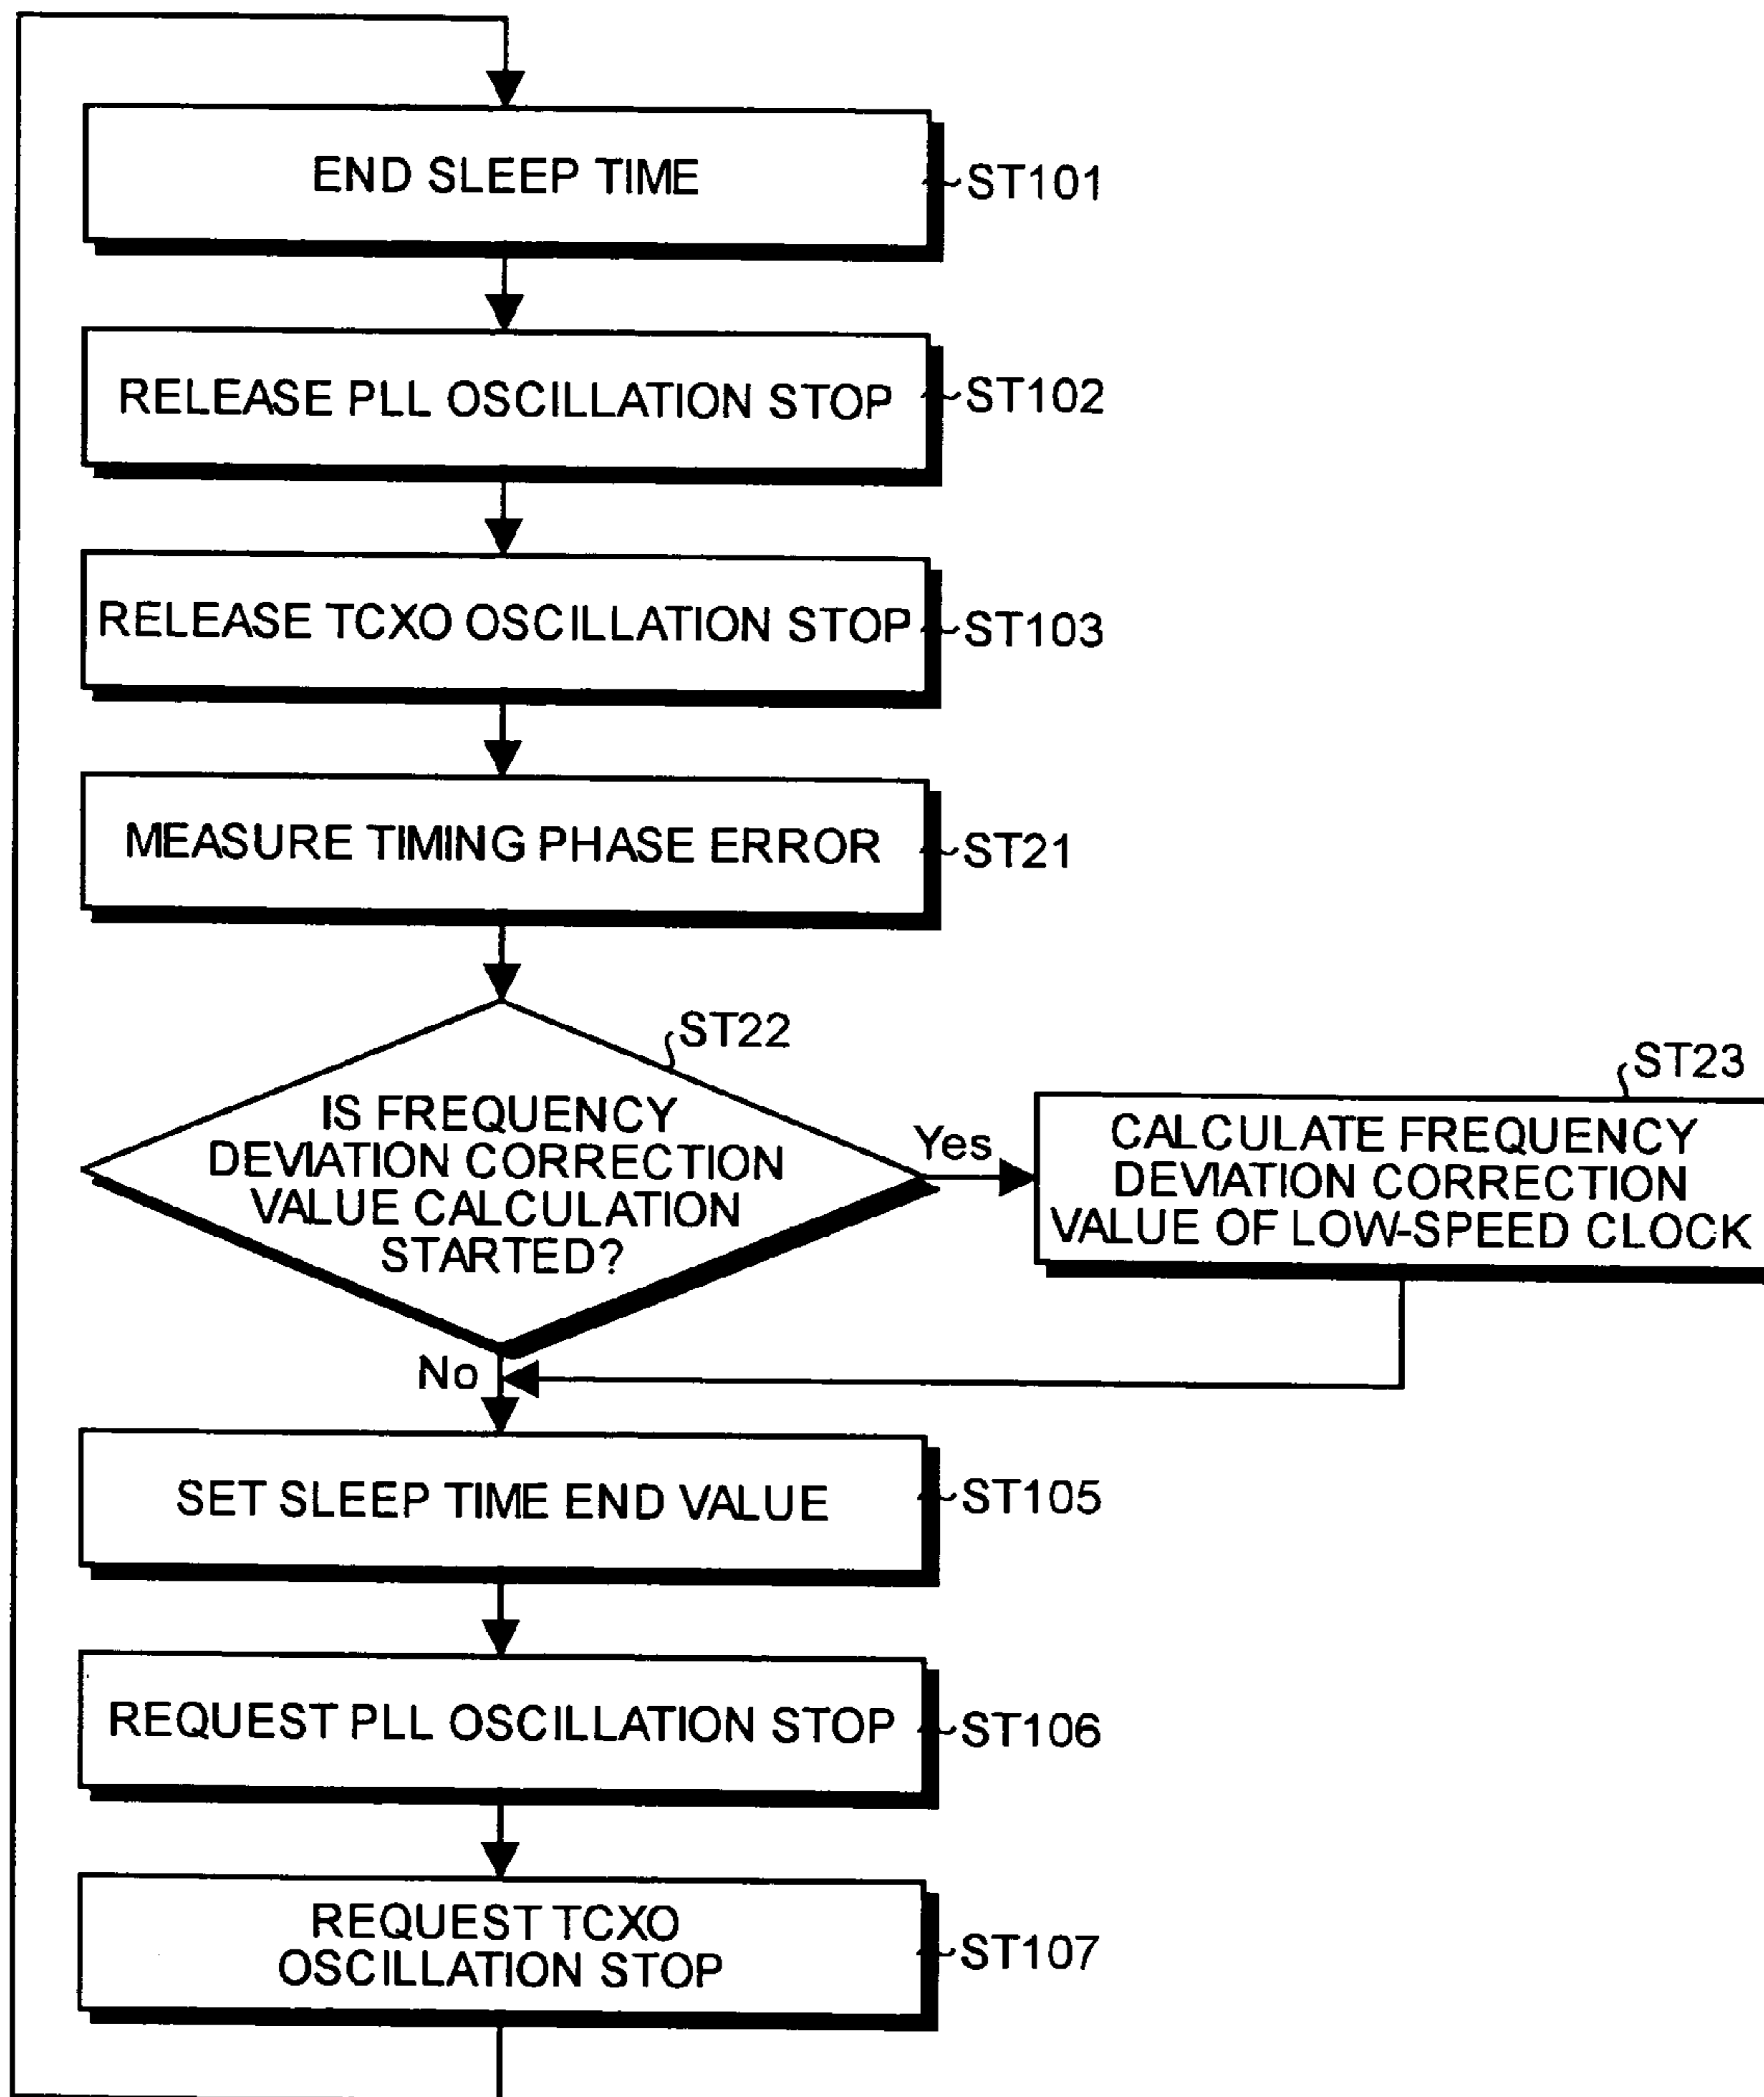 END SLEEP TIME
ST101
RELEASE PLL OSCILLATION STOP
ST102
RELEASE TCXO OSCILLATION STOP
ST103
MEASURE TIMING PHASE ERROR
ST21
ST22
IS FREQUENCY
DEVIATION CORRECTION
VALUE CALCULATION
STARTED?
Yes
No
ST23
CALCULATE FREQUENCY
DEVIATION CORRECTION
VALUE OF LOW-SPEED CLOCK
SET SLEEP TIME END VALUE
ST105
REQUEST PLL OSCILLATION STOP
ST106
REQUEST TCXO
OSCILLATION STOP
ST107